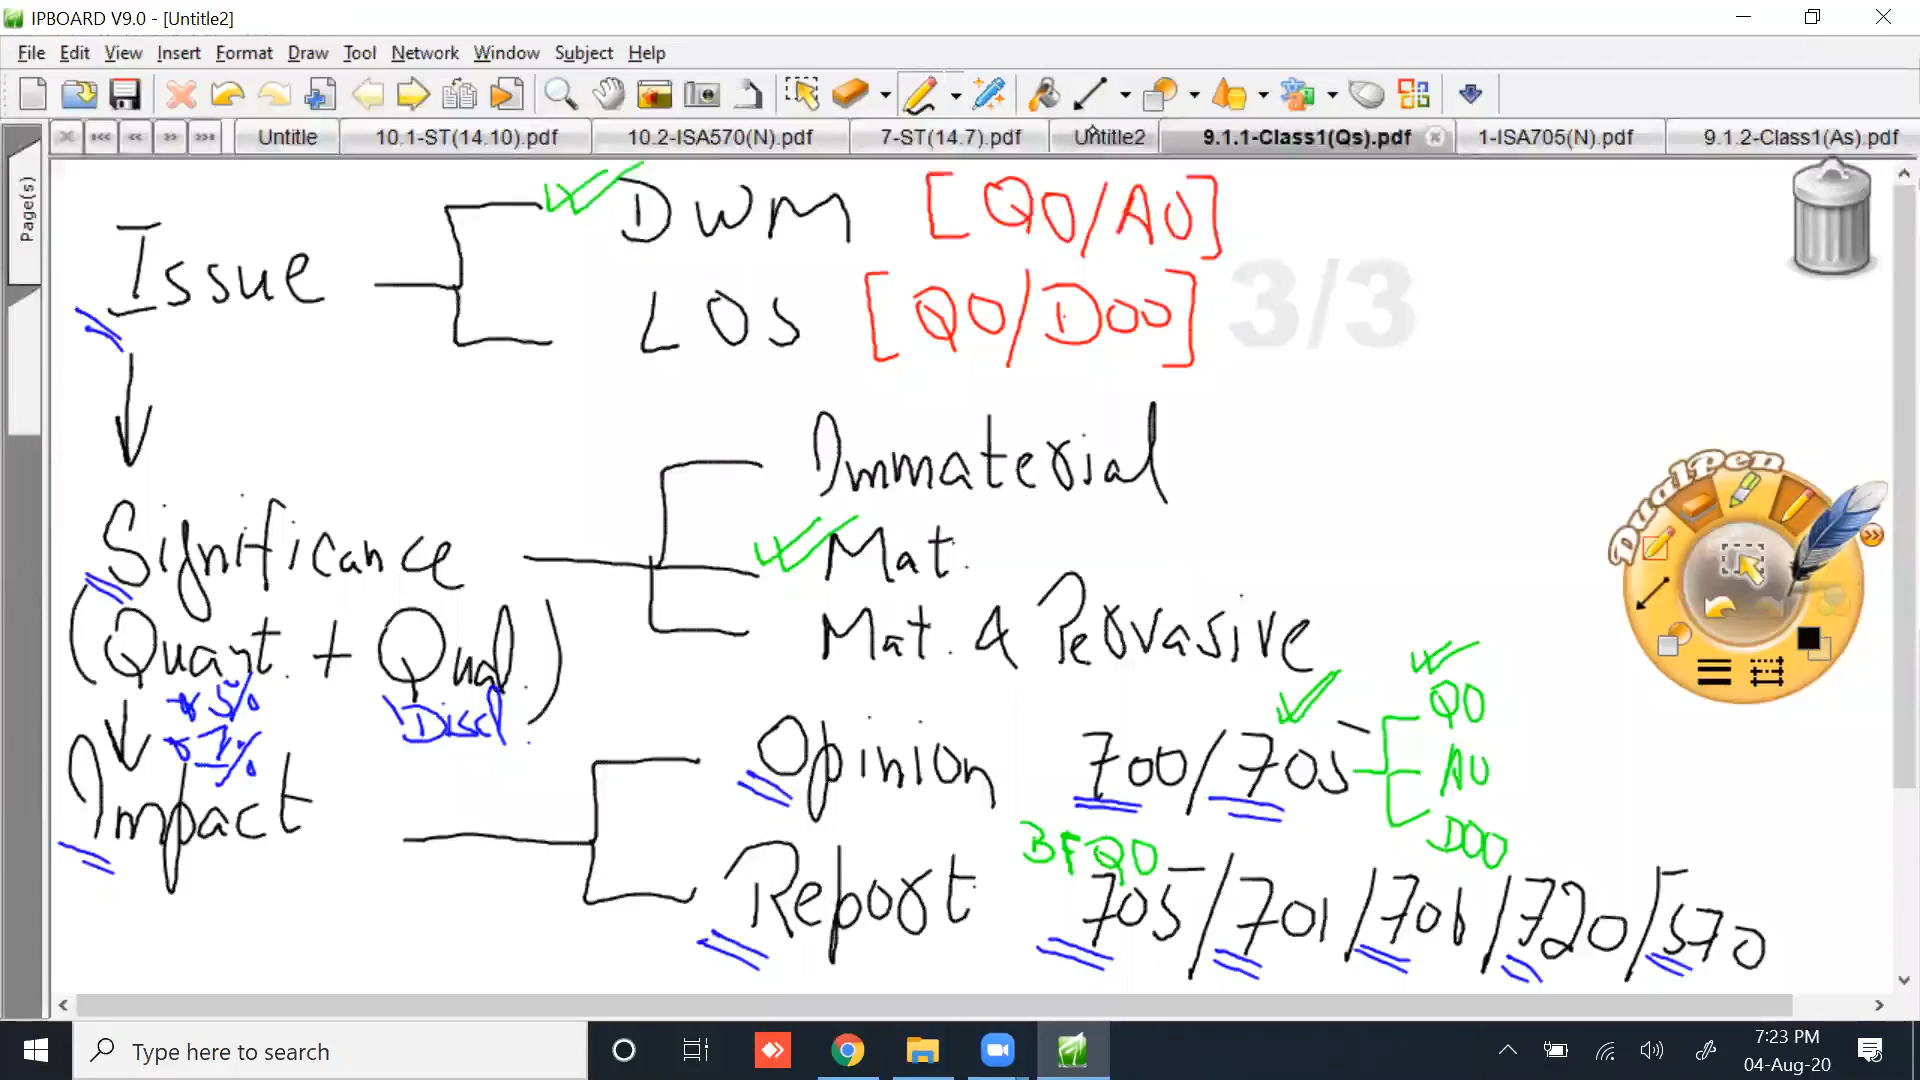 IPBOARD V9.0 - [Untitle2]
File Edit View Insert Format Draw Tool Network Window Subject Help
Untitle 10.1-ST(14.10).pdf 10.2-ISA570(N).pdf 7-ST(14.7).pdf Untitle2 9.1.1-Class1(Qs).pdf 1-ISA705(N).pdf 9.1.2-Class1(As).pdf
Page(s)
DWM [QO/AO]
Issue
LOS [QO/DOO]
3/3
Immaterial
DualPen
Significance
Mat.
Mat. & Pervasive
(Quant. + Qual.)
5%
Discl.
1%
QO
Opinion 700/705
AO
DOO
Impact
BFQO
Report 705/701/706/720/570
Type here to search
7:23 PM
04-Aug-20